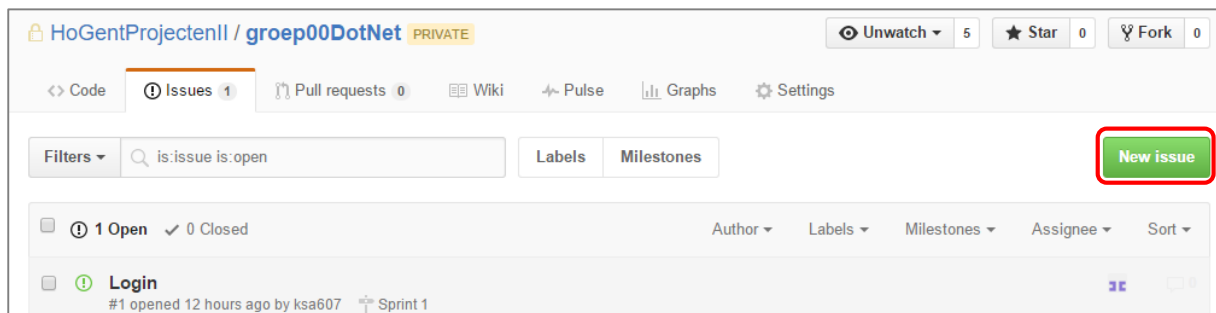 HoGentProjectenII / groep00DotNet PRIVATE Unwatch 5 Star 0 Fork 0
Code Issues 1 Pull requests 0 Wiki Pulse Graphs Settings
Filters is:issue is:open Labels Milestones New issue
1 Open 0 Closed Author Labels Milestones Assignee Sort
Login 0
#1 opened 12 hours ago by ksa607 Sprint 1